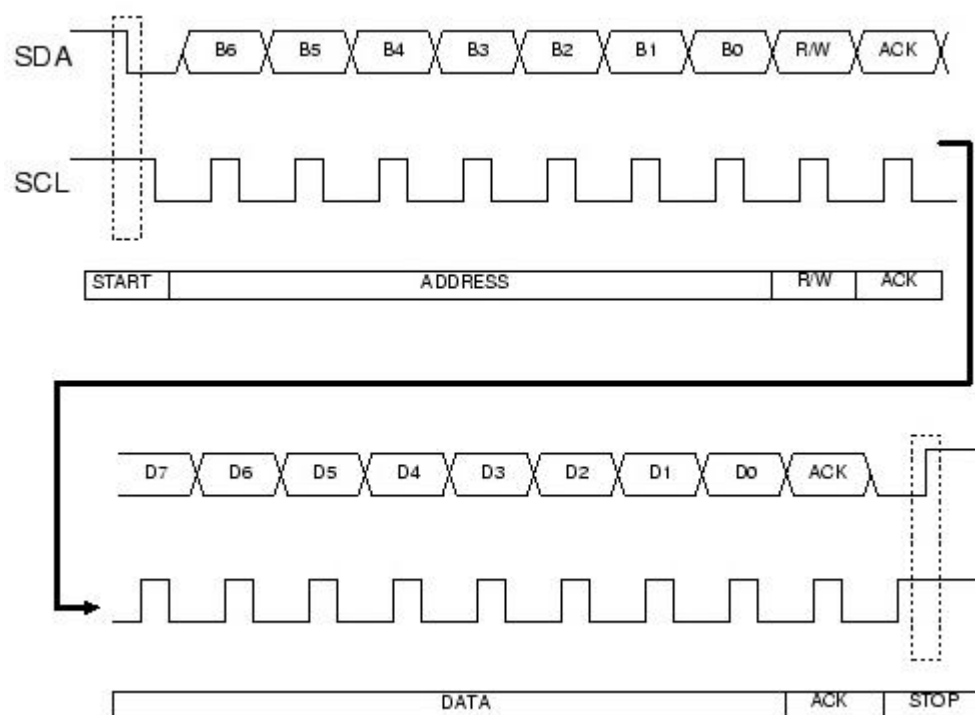 SDA B6 B5 B4 B3 B2 B1 B0 R/W ACK
SCL
START ADDRESS R/W ACK
D7 D6 D5 D4 D3 D2 D1 D0 ACK
DATA ACK STOP